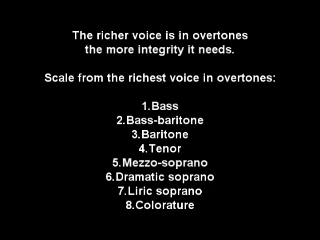 The richer voice is in overtones
the more integrity it needs.
Scale from the richest voice in overtones:
1.Bass
2.Bass-baritone
3.Baritone
4.Tenor
5.Mezzo-soprano
6.Dramatic soprano
7.Liric soprano
8.Colorature